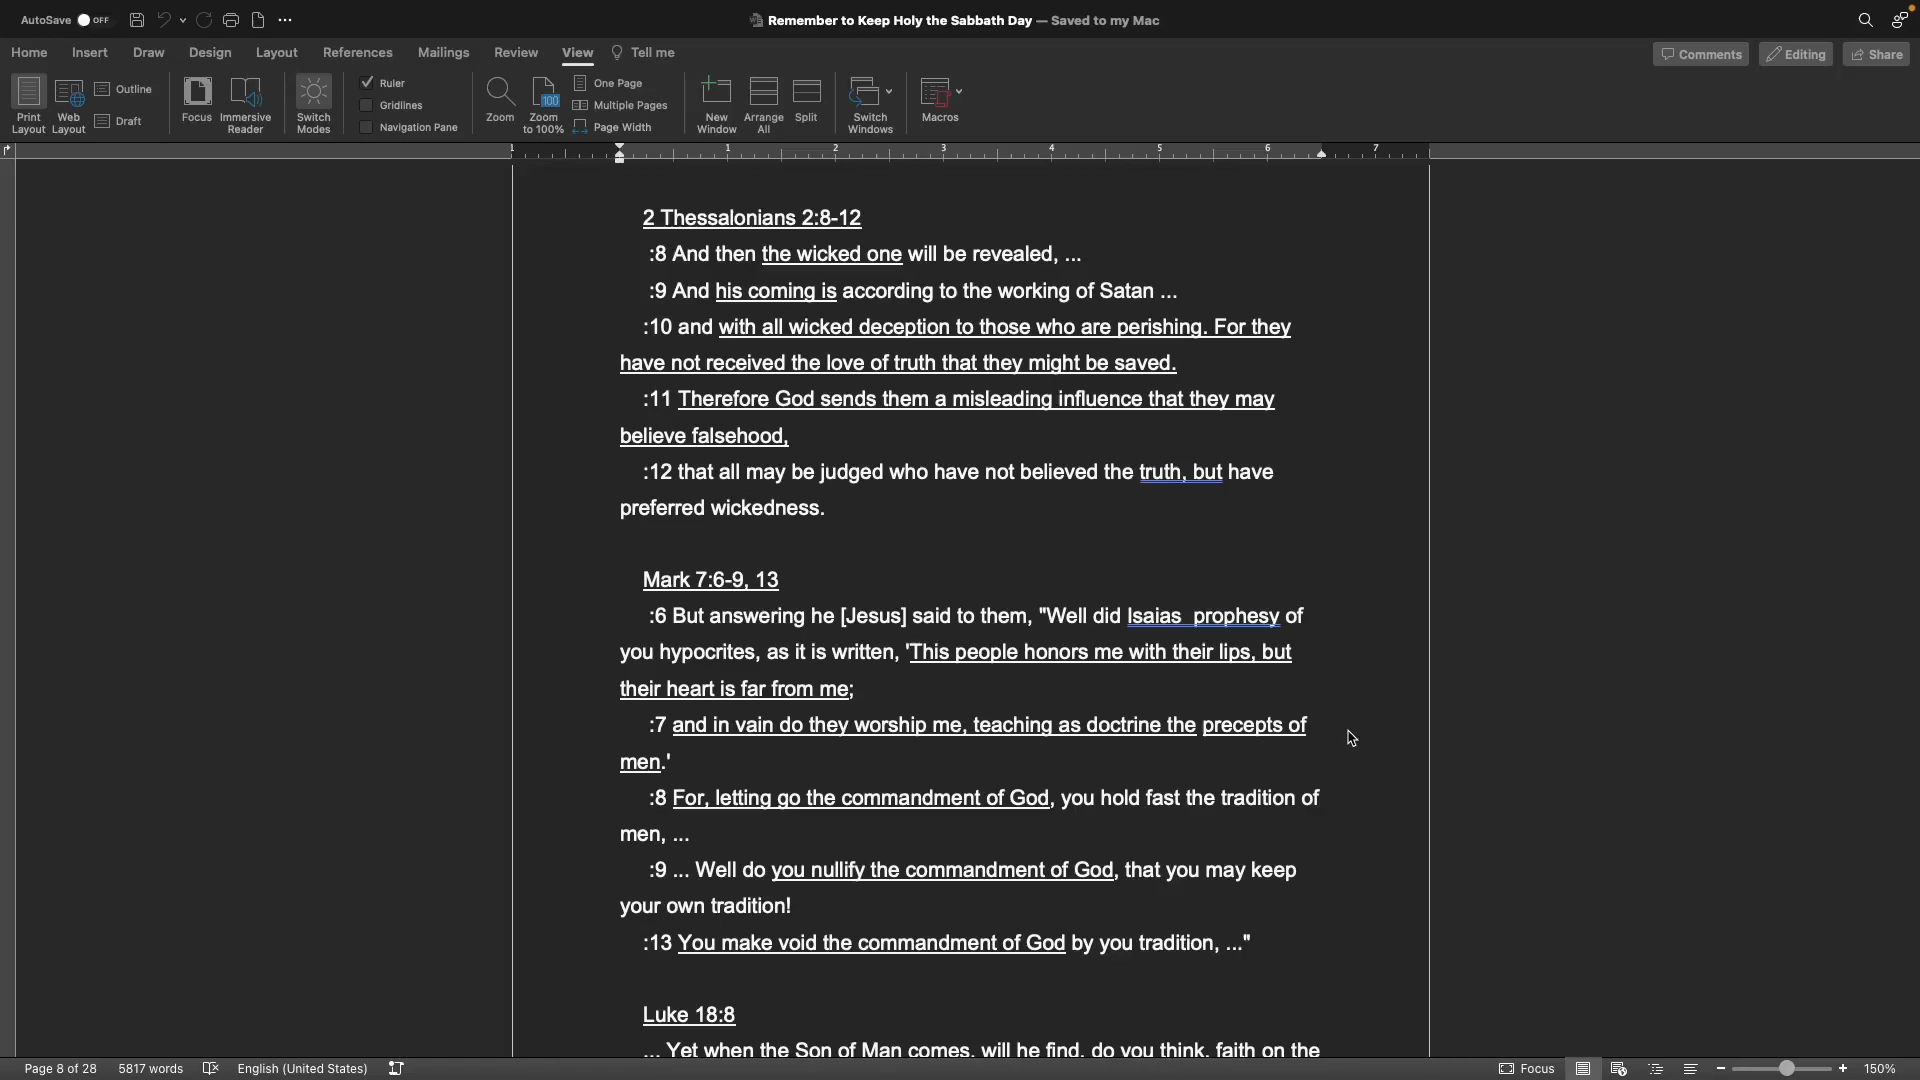 AutoSave OFF
Remember to Keep Holy the Sabbath Day — Saved to my Mac
Home Insert Draw Design Layout References Mailings Review View Tell me
Comments Editing Share
Print Layout
Web Layout
Outline
Draft
Focus
Immersive Reader
Switch Modes
Ruler
Gridlines
Navigation Pane
Zoom
100
Zoom to 100%
One Page
Multiple Pages
Page Width
New Window
Arrange All
Split
Switch Windows
Macros
1 1 2 3 4 5 6 7
2 Thessalonians 2:8-12
:8 And then the wicked one will be revealed, ...
:9 And his coming is according to the working of Satan ...
:10 and with all wicked deception to those who are perishing. For they
have not received the love of truth that they might be saved.
:11 Therefore God sends them a misleading influence that they may
believe falsehood,
:12 that all may be judged who have not believed the truth, but have
preferred wickedness.
Mark 7:6-9, 13
:6 But answering he [Jesus] said to them, "Well did Isaias  prophesy of
you hypocrites, as it is written, 'This people honors me with their lips, but
their heart is far from me;
:7 and in vain do they worship me, teaching as doctrine the precepts of
men.'
:8 For, letting go the commandment of God, you hold fast the tradition of
men, ...
:9 ... Well do you nullify the commandment of God, that you may keep
your own tradition!
:13 You make void the commandment of God by you tradition, ..."
Luke 18:8
... Yet when the Son of Man comes, will he find, do you think, faith on the
Page 8 of 28 5817 words English (United States) Focus 150%